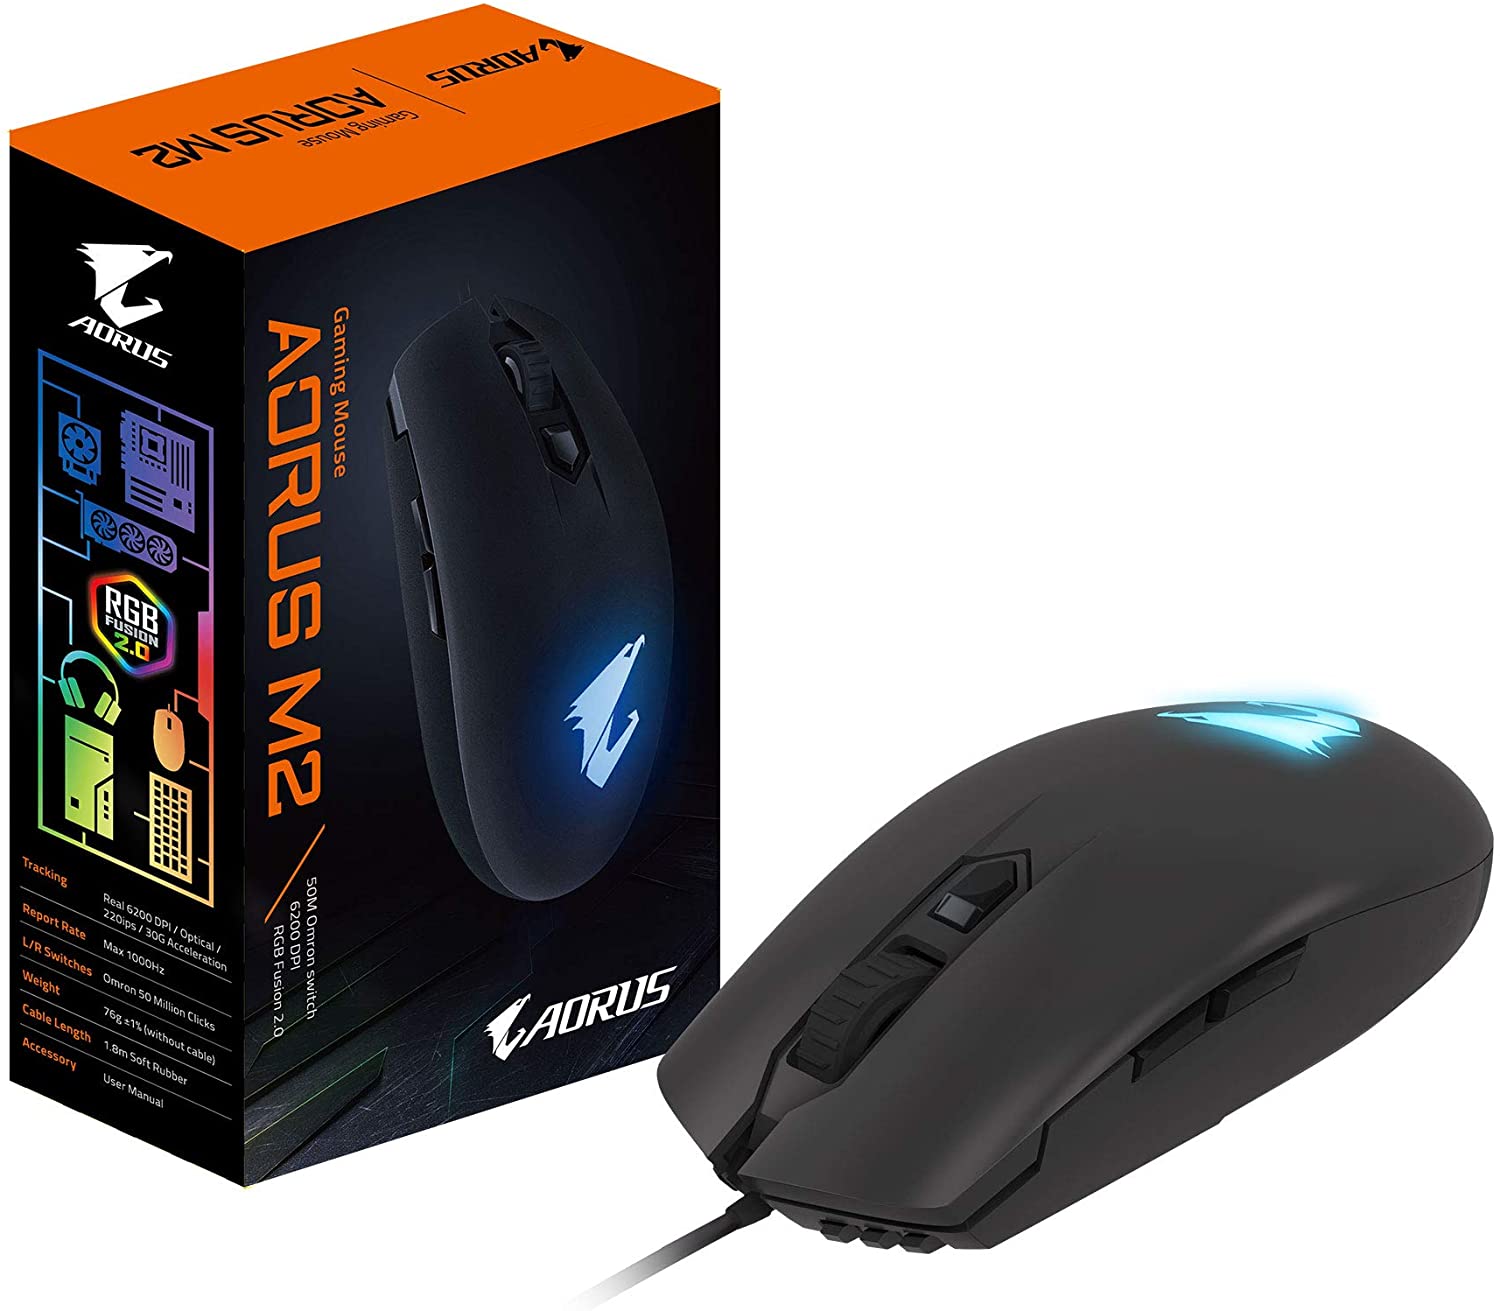 AORUS
Gaming Mouse
AORUS M2
AORUS
RGB
FUSION
2.0
Tracking
Real 6200 DPI / Optical /
220ips / 30G Acceleration
Report Rate
Max 1000Hz
L/R Switches
Omron 50 Million Clicks
Weight
76g ±1% (without cable)
Cable Length
1.8m Soft Rubber
Accessory
User Manual
Gaming Mouse
AORUS M2
50M Omron switch
6200 DPI
RGB Fusion 2.0
AORUS